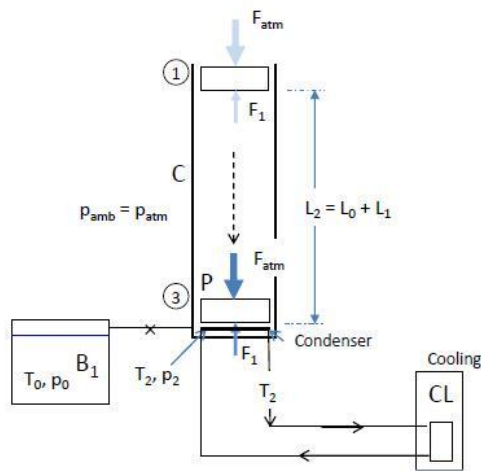 F_atm
1
F_1
C
p_amb = p_atm
L_2 = L_0 + L_1
F_atm
P
3
Condenser
F_1
B_1
T_0, p_0
T_2, p_2
T_2
Cooling
CL